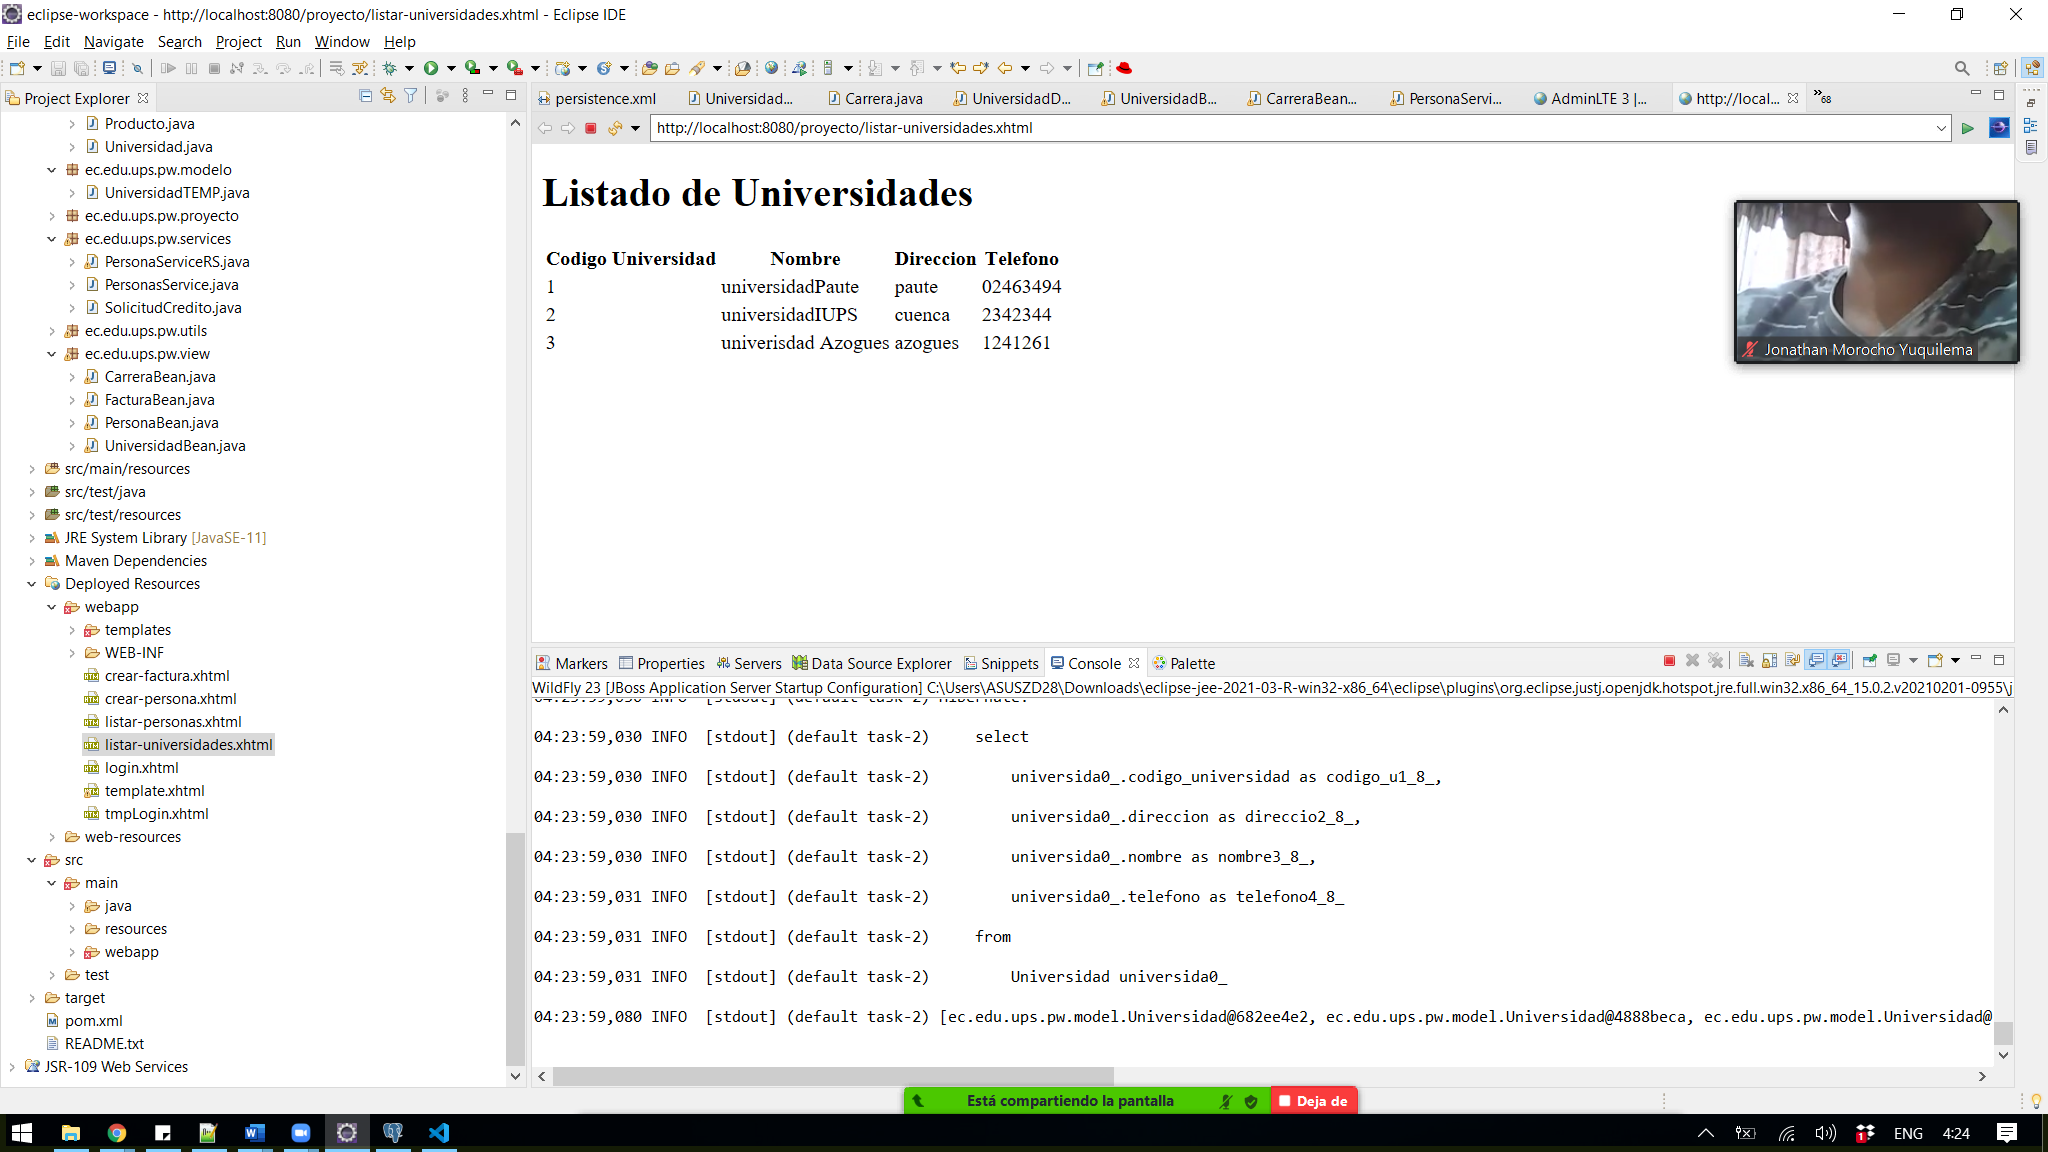 eclipse-workspace - http://localhost:8080/proyecto/listar-universidades.xhtml - Eclipse IDE
File Edit Navigate Search Project Run Window Help
Project Explorer
Producto.java
Universidad.java
ec.edu.ups.pw.modelo
UniversidadTEMP.java
ec.edu.ups.pw.proyecto
ec.edu.ups.pw.services
PersonaServiceRS.java
PersonasService.java
SolicitudCredito.java
ec.edu.ups.pw.utils
ec.edu.ups.pw.view
CarreraBean.java
FacturaBean.java
PersonaBean.java
UniversidadBean.java
src/main/resources
src/test/java
src/test/resources
JRE System Library [JavaSE-11]
Maven Dependencies
Deployed Resources
webapp
templates
WEB-INF
crear-factura.xhtml
crear-persona.xhtml
listar-personas.xhtml
listar-universidades.xhtml
login.xhtml
template.xhtml
tmpLogin.xhtml
web-resources
src
main
java
resources
webapp
test
target
pom.xml
README.txt
JSR-109 Web Services
persistence.xml Universidad... Carrera.java UniversidadD... UniversidadB... CarreraBean... PersonaServi... AdminLTE 3 |... http://local... »68
http://localhost:8080/proyecto/listar-universidades.xhtml
Listado de Universidades
Codigo Universidad Nombre Direccion Telefono
1 universidadPaute paute 02463494
2 universidadIUPS cuenca 2342344
3 univerisdad Azogues azogues 1241261
Jonathan Morocho Yuquilema
Markers Properties Servers Data Source Explorer Snippets Console Palette
WildFly 23 [JBoss Application Server Startup Configuration] C:\Users\ASUSZD28\Downloads\eclipse-jee-2021-03-R-win32-x86_64\eclipse\plugins\org.eclipse.justj.openjdk.hotspot.jre.full.win32.x86_64_15.0.2.v20210201-0955\j
04:23:59,030 INFO [stdout] (default task-2) Hibernate:
04:23:59,030 INFO [stdout] (default task-2) select
04:23:59,030 INFO [stdout] (default task-2) universida0_.codigo_universidad as codigo_u1_8_,
04:23:59,030 INFO [stdout] (default task-2) universida0_.direccion as direccio2_8_,
04:23:59,030 INFO [stdout] (default task-2) universida0_.nombre as nombre3_8_,
04:23:59,031 INFO [stdout] (default task-2) universida0_.telefono as telefono4_8_
04:23:59,031 INFO [stdout] (default task-2) from
04:23:59,031 INFO [stdout] (default task-2) Universidad universida0_
04:23:59,080 INFO [stdout] (default task-2) [ec.edu.ups.pw.model.Universidad@682ee4e2, ec.edu.ups.pw.model.Universidad@4888beca, ec.edu.ups.pw.model.Universidad@
Está compartiendo la pantalla Deja de
ENG 4:24